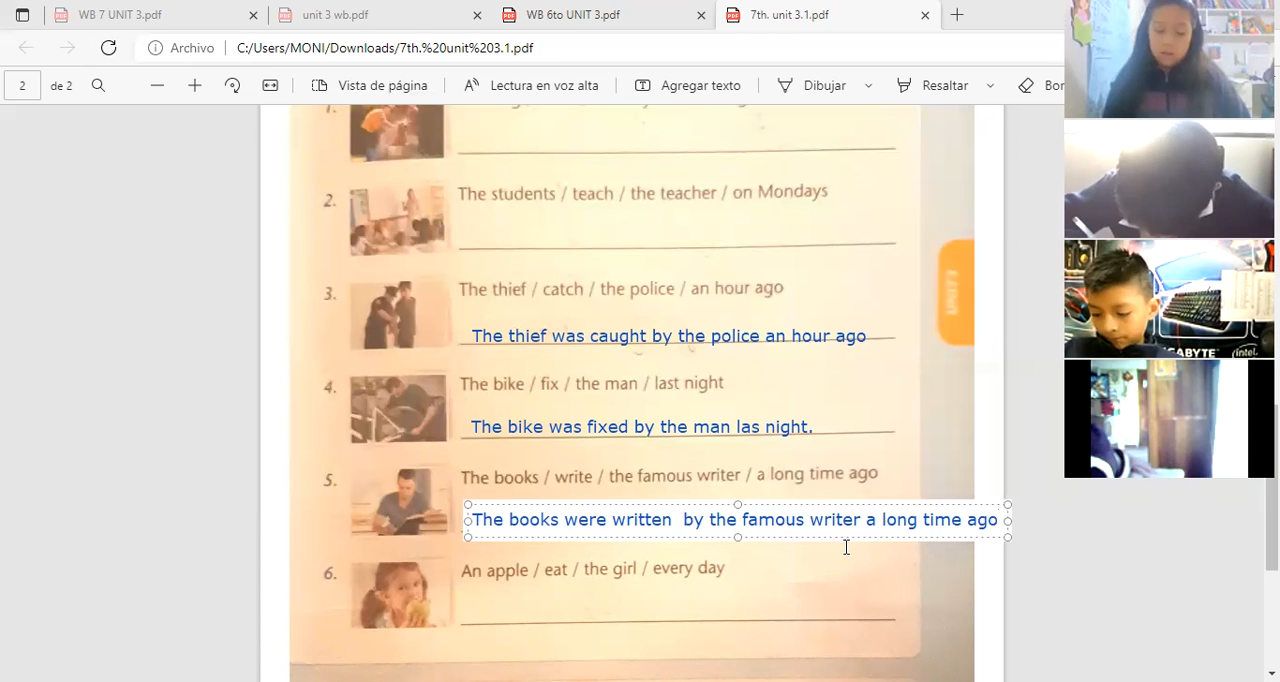 WB 7 UNIT 3.pdf
unit 3 wb.pdf
WB 6to UNIT 3.pdf
7th. unit 3.1.pdf
Archivo
C:/Users/MONI/Downloads/7th.%20unit%203.1.pdf
2 de 2
Vista de página
Lectura en voz alta
Agregar texto
Dibujar
Resaltar
1.
2. The students / teach / the teacher / on Mondays
3. The thief / catch / the police / an hour ago
The thief was caught by the police an hour ago
4. The bike / fix / the man / last night
The bike was fixed by the man las night.
5. The books / write / the famous writer / a long time ago
The books were written  by the famous writer a long time ago
6. An apple / eat / the girl / every day
GABYTE
intel